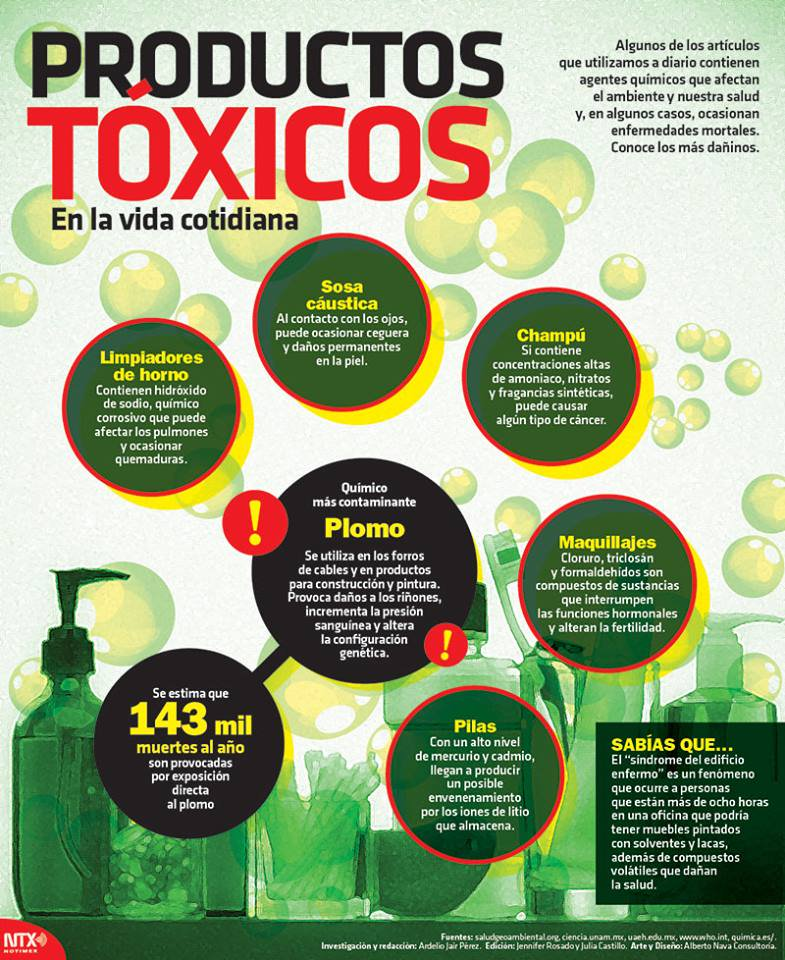 PRODUCTOS
TÓXICOS
En la vida cotidiana
Algunos de los artículos
que utilizamos a diario contienen
agentes químicos que afectan
el ambiente y nuestra salud
y, en algunos casos, ocasionan
enfermedades mortales.
Conoce los más dañinos.
Sosa
cáustica
Al contacto con los ojos,
puede ocasionar ceguera
y daños permanentes
en la piel.
Limpiadores
de horno
Contienen hidróxido
de sodio, químico
corrosivo que puede
afectar los pulmones
y ocasionar
quemaduras.
Champú
Si contiene
concentraciones altas
de amoniaco, nitratos
y fragancias sintéticas,
puede causar
algún tipo de cáncer.
!
Químico
más contaminante
Plomo
Se utiliza en los forros
de cables y en productos
para construcción y pintura.
Provoca daños a los riñones,
incrementa la presión
sanguínea y altera
la configuración
genética.
!
Maquillajes
Cloruro, triclosán
y formaldehídos son
compuestos de sustancias
que interrumpen
las funciones hormonales
y alteran la fertilidad.
Se estima que
143 mil
muertes al año
son provocadas
por exposición
directa
al plomo
Pilas
Con un alto nivel
de mercurio y cadmio,
llegan a producir
un posible
envenenamiento
por los iones de litio
que almacena.
SABÍAS QUE...
El “síndrome del edificio
enfermo” es un fenómeno
que ocurre a personas
que están más de ocho horas
en una oficina que podría
tener muebles pintados
con solventes y lacas,
además de compuestos
volátiles que dañan
la salud.
NTX
NOTIMEX
Fuentes: saludgeoambiental.org, ciencia.unam.mx, uaeh.edu.mx, www.who.int, quimica.es/.
Investigación y redacción: Ardelio Jair Pérez. Edición: Jennifer Rosado y Julia Castillo. Arte y Diseño: Alberto Nava Consultoría.